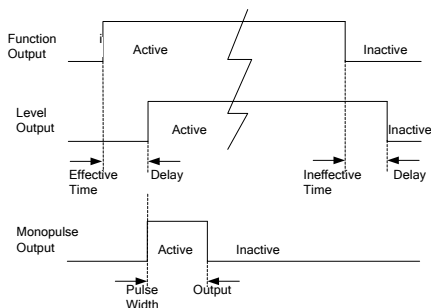 Function
Output
i
Active
Inactive
Level
Output
Active
Inactive
Effective
Time
Delay
Ineffective
Time
Delay
Monopulse
Output
Active
Inactive
Pulse
Width
Output